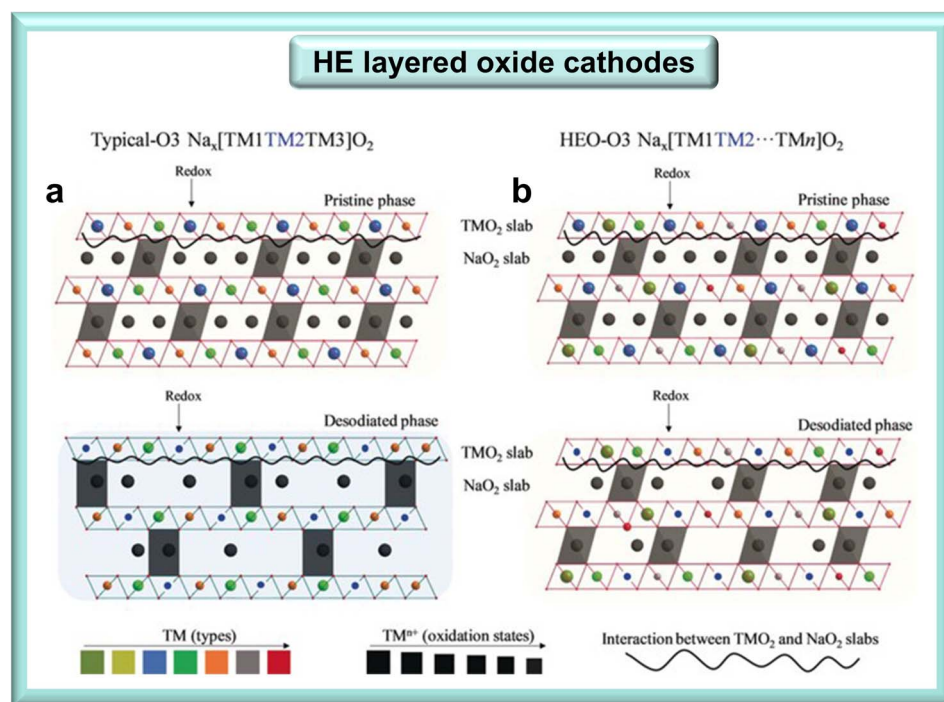 HE layered oxide cathodes
Typical-O3 Naₓ[TM1TM2TM3]O₂
HEO-O3 Naₓ[TM1TM2···TMn]O₂
a
Redox
Pristine phase
b
Redox
Pristine phase
TMO₂ slab
NaO₂ slab
Redox
Desodiated phase
Redox
Desodiated phase
TMO₂ slab
NaO₂ slab
TM (types)
TMⁿ⁺ (oxidation states)
Interaction between TMO₂ and NaO₂ slabs